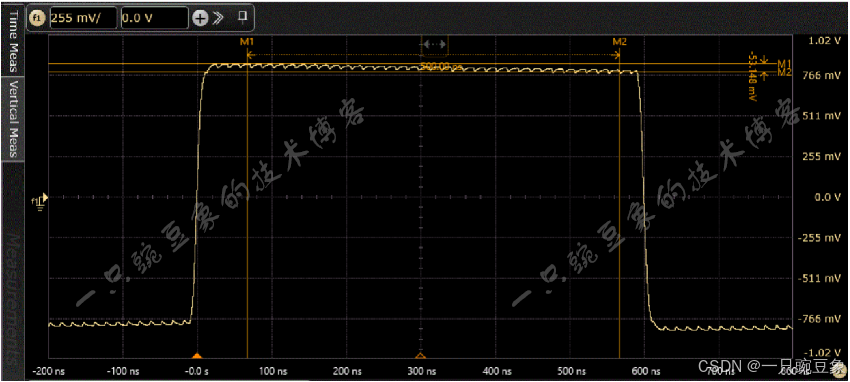 f1 255 mV/ 0.0 V
Time Meas
Vertical Meas
Measurements
M1 M2
1.02 V
M1
M2
766 mV
511 mV
255 mV
0.0 V
-255 mV
-511 mV
-766 mV
-1.02 V
f1
-200 ns -100 ns -0.0 s 100 ns 200 ns 300 ns 400 ns 500 ns 600 ns
一只豌豆象的技术博客
一只豌豆象的技术博客
CSDN @一只豌豆象